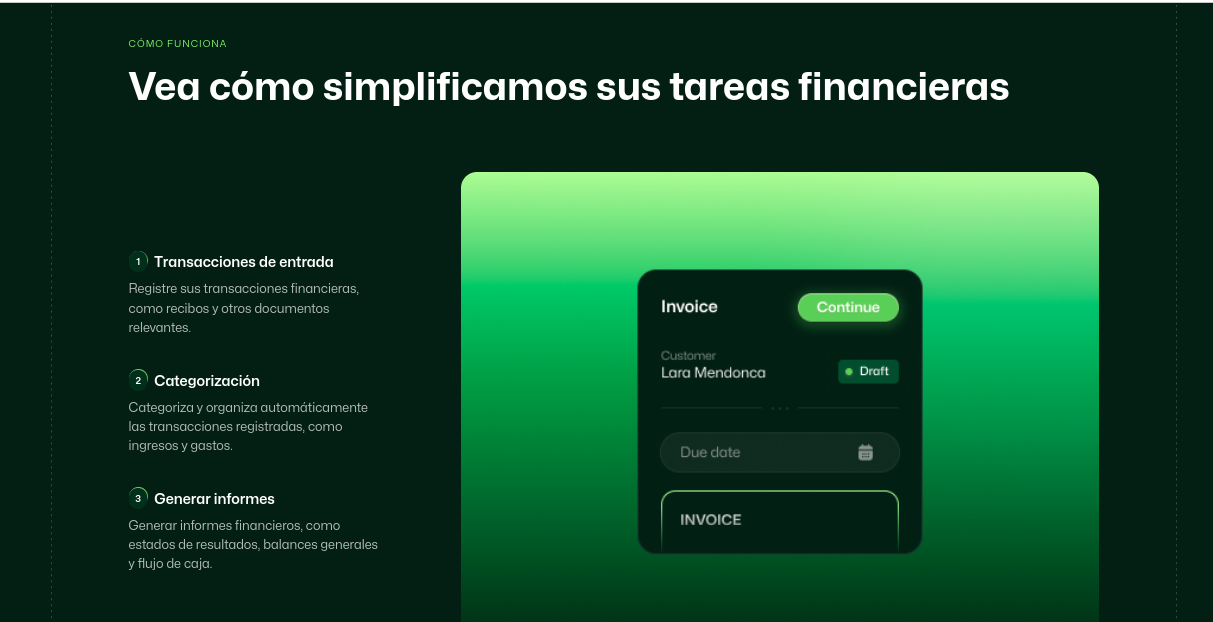 CÓMO FUNCIONA
Vea cómo simplificamos sus tareas financieras
1 Transacciones de entrada
Registre sus transacciones financieras,
como recibos y otros documentos
relevantes.
2 Categorización
Categoriza y organiza automáticamente
las transacciones registradas, como
ingresos y gastos.
3 Generar informes
Generar informes financieros, como
estados de resultados, balances generales
y flujo de caja.
Invoice
Continue
Customer
Lara Mendonca
Draft
Due date
INVOICE